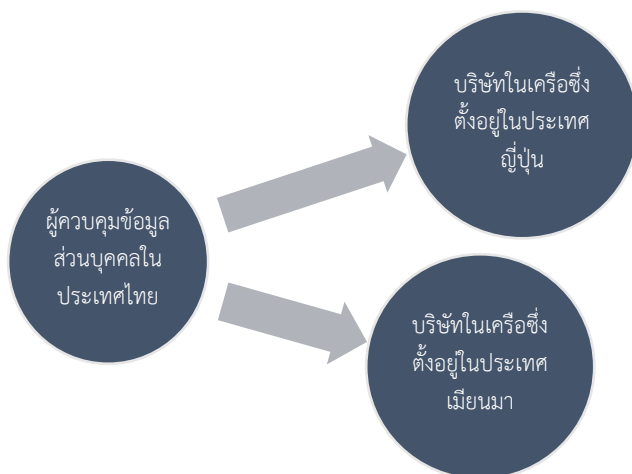 บริษัทในเครือซึ่ง
ตั้งอยู่ในประเทศ
ญี่ปุ่น
ผู้ควบคุมข้อมูล
ส่วนบุคคลใน
ประเทศไทย
บริษัทในเครือซึ่ง
ตั้งอยู่ในประเทศ
เมียนมา